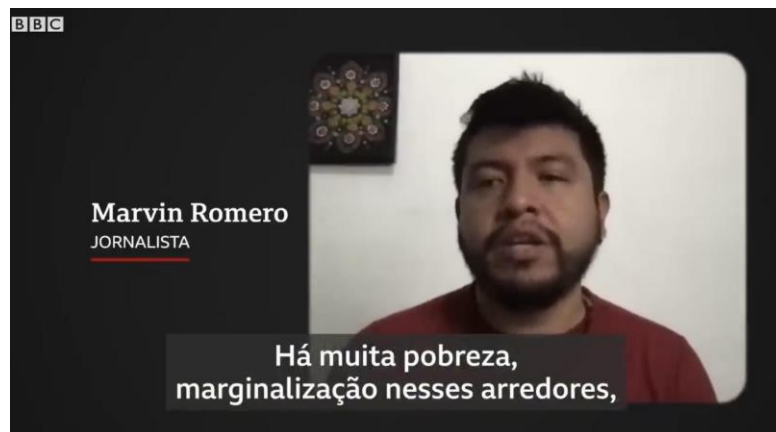 BBC
Marvin Romero
JORNALISTA
Há muita pobreza,
marginalização nesses arredores,